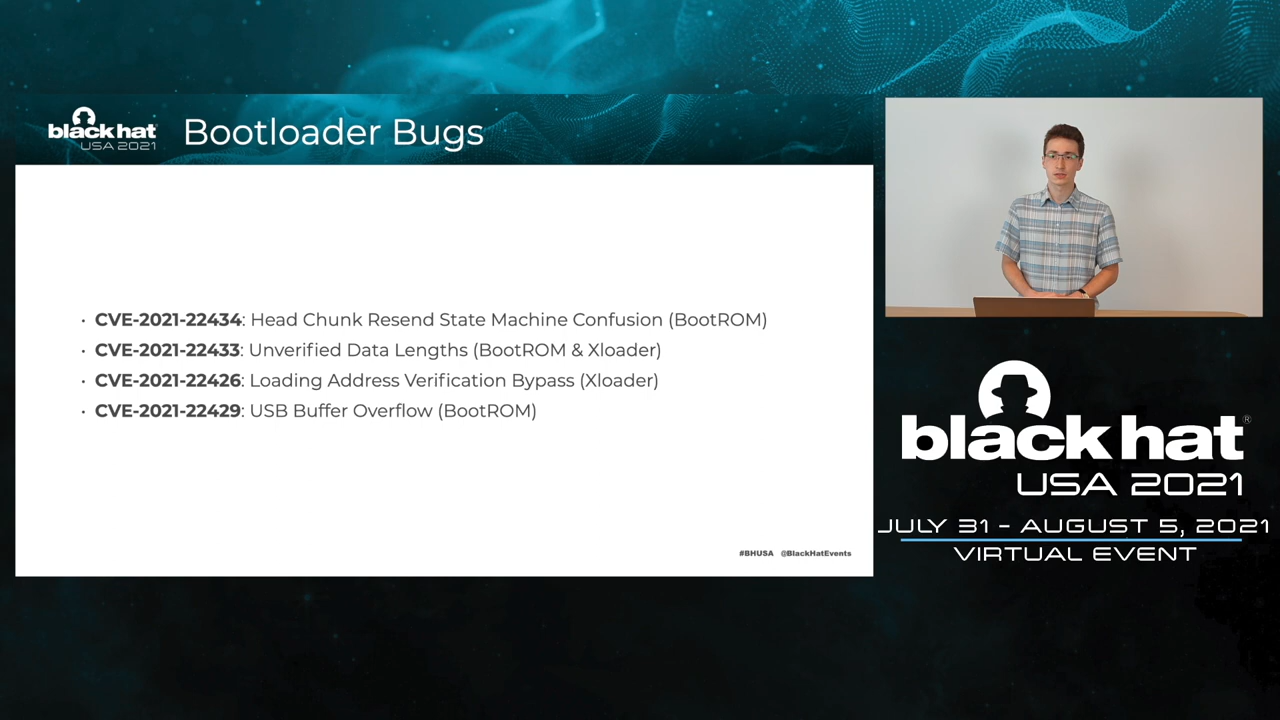 black hat
USA 2021
Bootloader Bugs
• CVE-2021-22434: Head Chunk Resend State Machine Confusion (BootROM)
• CVE-2021-22433: Unverified Data Lengths (BootROM & Xloader)
• CVE-2021-22426: Loading Address Verification Bypass (Xloader)
• CVE-2021-22429: USB Buffer Overflow (BootROM)
#BHUSA @BlackHatEvents
black hat®
USA 2021
JULY 31 - AUGUST 5, 2021
VIRTUAL EVENT